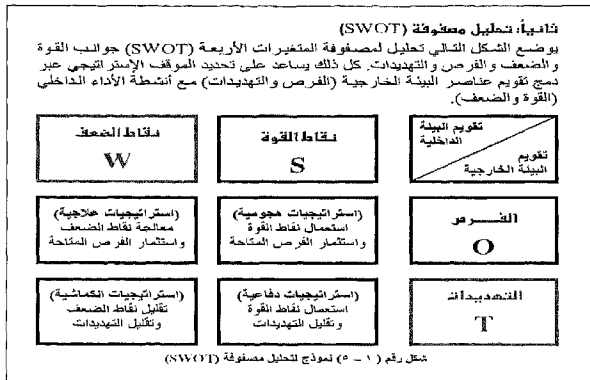 ثانياً: تحليل مصفوفة (SWOT)
يوضح الشكل التالي تحليل لمصفوفة المتغيرات الأربعة (SWOT) جوانب القوة
والضعف والفرص والتهديدات. كل ذلك يساعد على تحديد الموقف الإستراتيجي عبر
دمج تقويم عناصر البيئة الخارجية (الفرص والتهديدات) مع أنشطة الأداء الداخلي
(القوة والضعف).
تقويم البيئة
الداخلية
تقويم
البيئة الخارجية
نقاط القوة
S
نقاط الضعف
W
الفـــرص
O
(استراتيجيات هجومية)
استعمال نقاط القوة
واستثمار الفرص المتاحة
(استراتيجيات علاجية)
معالجة نقاط الضعف
واستثمار الفرص المتاحة
التهديدات
T
(استراتيجيات دفاعية)
استعمال نقاط القوة
وتقليل التهديدات
(استراتيجيات انكماشية)
تقليل نقاط الضعف
وتقليل التهديدات
شكل رقم (١ – ٥) نموذج لتحليل مصفوفة (SWOT)